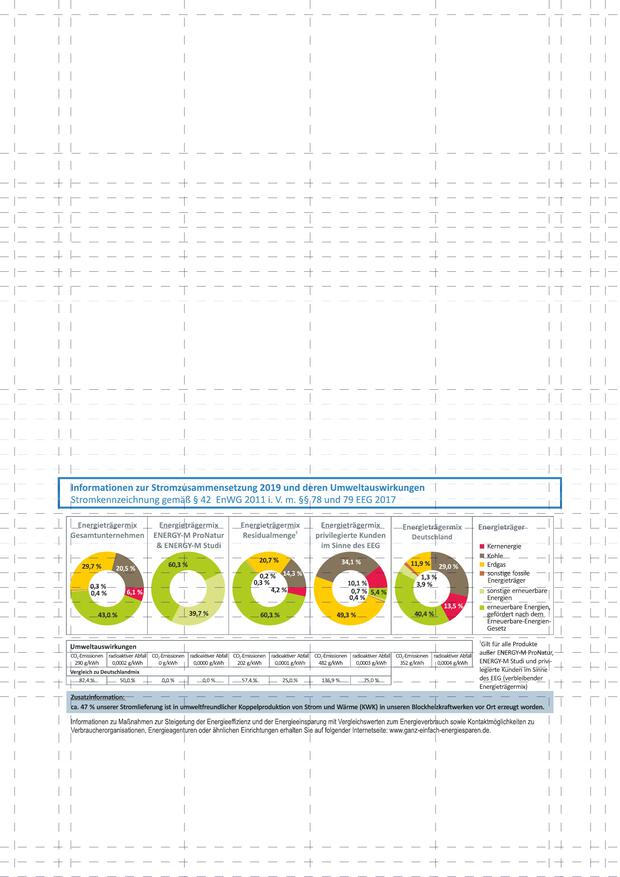 Informationen zur Stromzusammensetzung 2019 und deren Umweltauswirkungen
Stromkennzeichnung gemäß § 42 EnWG 2011 i. V. m. §§ 78 und 79 EEG 2017
Energieträgermix
Gesamtunternehmen
29,7 %
20,5 %
0,3 %
0,4 %
6,1 %
43,0 %
Energieträgermix
ENERGY-M ProNatur
& ENERGY-M Studi
60,3 %
39,7 %
Energieträgermix
Residualmenge¹
20,7 %
14,3 %
0,2 %
0,3 %
4,2 %
60,3 %
Energieträgermix
privilegierte Kunden
im Sinne des EEG
34,1 %
10,1 %
0,7 %
0,4 %
5,4 %
49,3 %
Energieträgermix
Deutschland
11,9 %
29,0 %
1,3 %
3,9 %
13,5 %
40,4 %
Energieträger
Kernenergie
Kohle
Erdgas
sonstige fossile
Energieträger
sonstige erneuerbare
Energien
erneuerbare Energien,
gefördert nach dem
Erneuerbare-Energien-
Gesetz
Umweltauswirkungen
CO₂-Emissionen radioaktiver Abfall CO₂-Emissionen radioaktiver Abfall CO₂-Emissionen radioaktiver Abfall CO₂-Emissionen radioaktiver Abfall CO₂-Emissionen radioaktiver Abfall
290 g/kWh 0,0002 g/kWh 0 g/kWh 0,0000 g/kWh 202 g/kWh 0,0001 g/kWh 482 g/kWh 0,0003 g/kWh 352 g/kWh 0,0004 g/kWh
Vergleich zu Deutschlandmix
82,4 % 50,0 % 0,0 % 0,0 % 57,4 % 25,0 % 136,9 % 75,0 %
¹Gilt für alle Produkte
außer ENERGY-M ProNatur,
ENERGY-M Studi und privi-
legierte Kunden im Sinne
des EEG (verbleibender
Energieträgermix)
Zusatzinformation:
ca. 47 % unserer Stromlieferung ist in umweltfreundlicher Koppelproduktion von Strom und Wärme (KWK) in unseren Blockheizkraftwerken vor Ort erzeugt worden.
Informationen zu Maßnahmen zur Steigerung der Energieeffizienz und der Energieeinsparung mit Vergleichswerten zum Energieverbrauch sowie Kontaktmöglichkeiten zu
Verbraucherorganisationen, Energieagenturen oder ähnlichen Einrichtungen erhalten Sie auf folgender Internetseite: www.ganz-einfach-energiesparen.de.